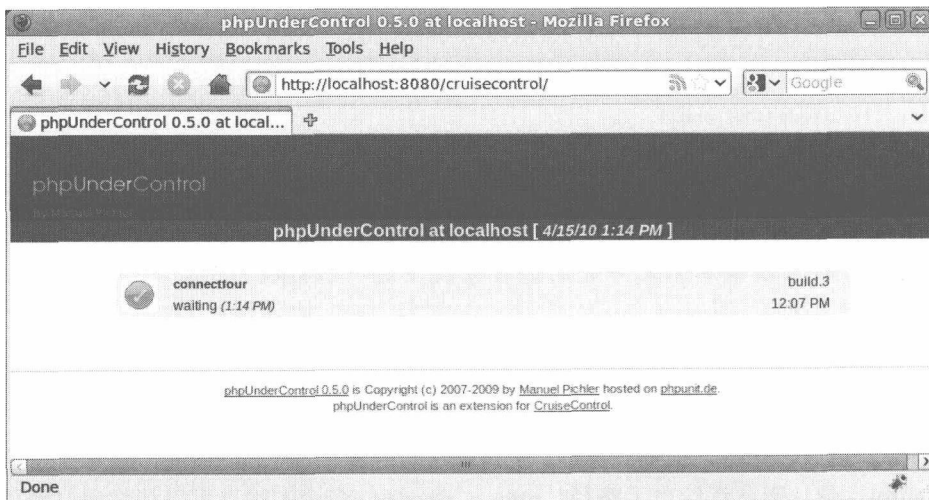 phpUnderControl 0.5.0 at localhost - Mozilla Firefox
File Edit View History Bookmarks Tools Help
http://localhost:8080/cruisecontrol/
Google
phpUnderControl 0.5.0 at local...
phpUnderControl
by Manuel Pichler
phpUnderControl at localhost [ 4/15/10 1:14 PM ]
connectfour
build.3
waiting (1:14 PM)
12:07 PM
phpUnderControl 0.5.0 is Copyright (c) 2007-2009 by Manuel Pichler hosted on phpunit.de.
phpUnderControl is an extension for CruiseControl.
Done